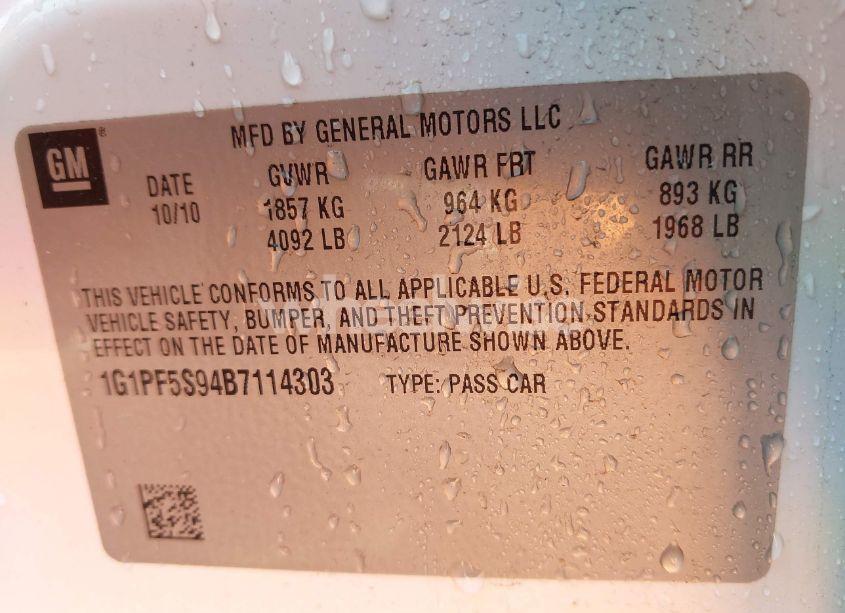 GM
MFD BY GENERAL MOTORS LLC
DATE GVWR GAWR FRT GAWR RR
10/10 1857 KG 964 KG 893 KG
4092 LB 2124 LB 1968 LB
THIS VEHICLE CONFORMS TO ALL APPLICABLE U.S. FEDERAL MOTOR
VEHICLE SAFETY, BUMPER, AND THEFT PREVENTION STANDARDS IN
EFFECT ON THE DATE OF MANUFACTURE SHOWN ABOVE.
1G1PF5S94B7114303 TYPE: PASS CAR